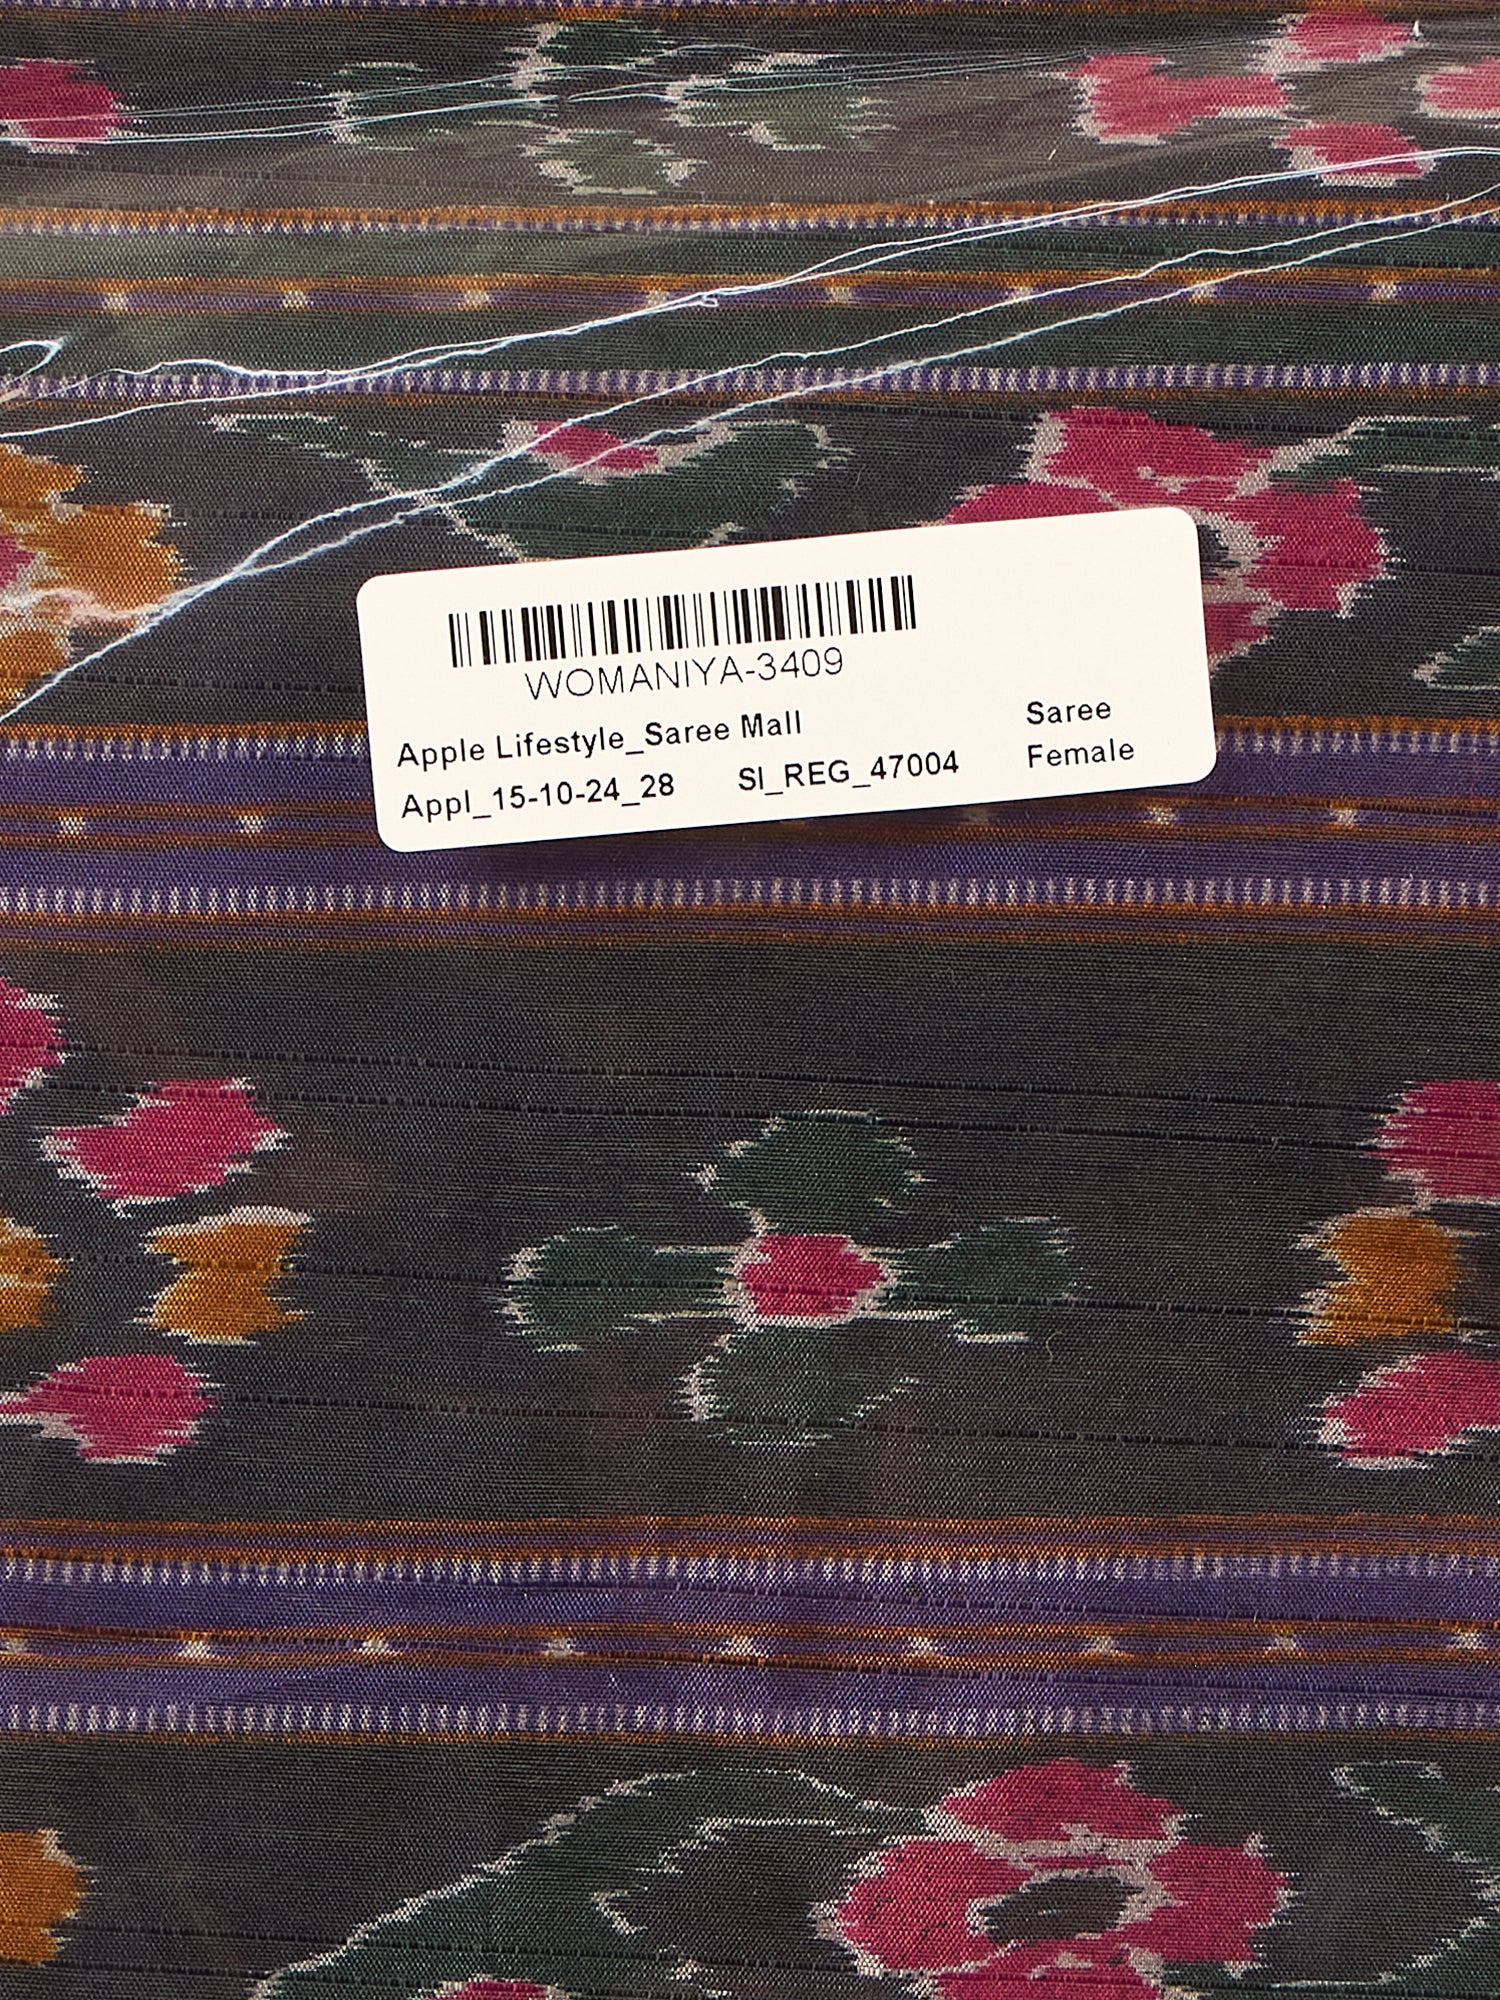 WOMANIYA-3409
Apple Lifestyle_Saree Mall Saree
Appl_15-10-24_28 SI_REG_47004 Female